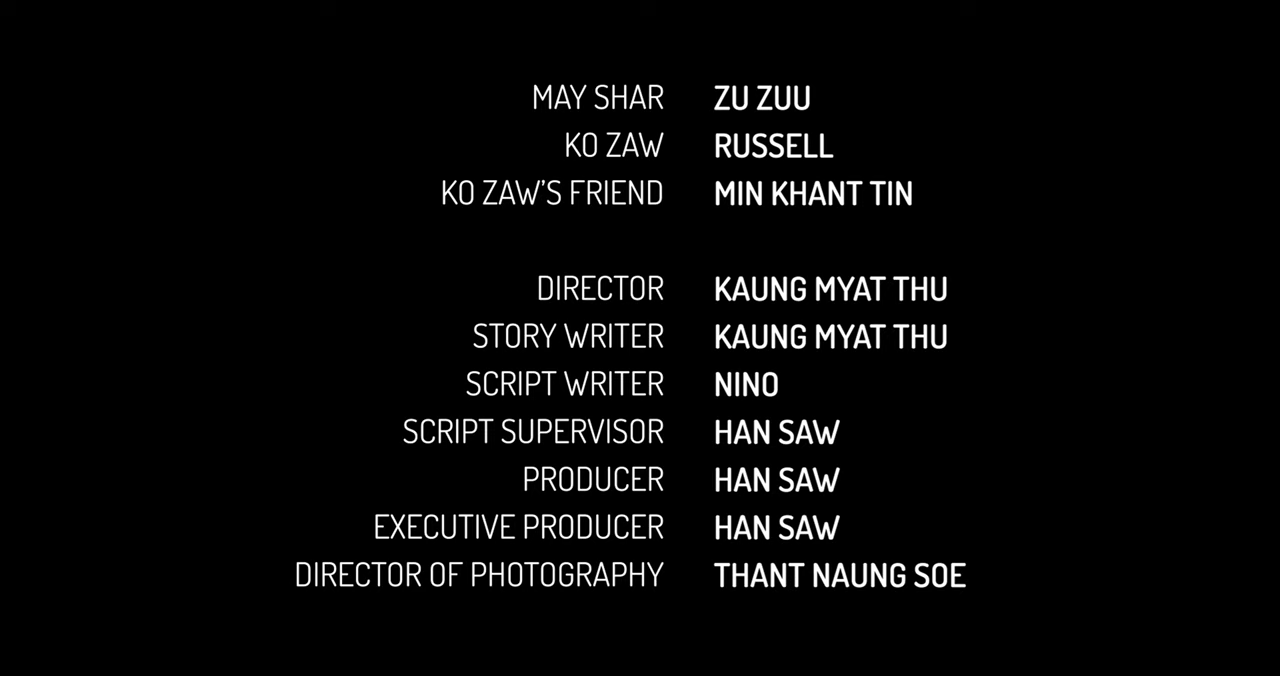 MAY SHAR ZU ZUU
KO ZAW RUSSELL
KO ZAW'S FRIEND MIN KHANT TIN
DIRECTOR KAUNG MYAT THU
STORY WRITER KAUNG MYAT THU
SCRIPT WRITER NINO
SCRIPT SUPERVISOR HAN SAW
PRODUCER HAN SAW
EXECUTIVE PRODUCER HAN SAW
DIRECTOR OF PHOTOGRAPHY THANT NAUNG SOE